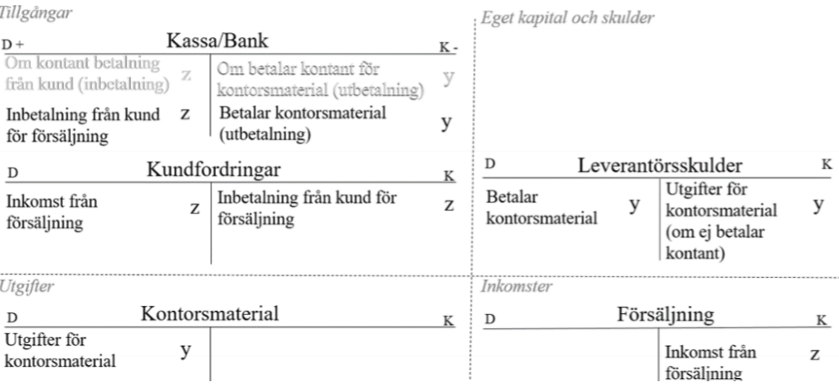 Tillgångar
Eget kapital och skulder
D + Kassa/Bank K -
Om kontant betalning
från kund (inbetalning) z
Om betalar kontant för
kontorsmaterial (utbetalning) y
Inbetalning från kund z
för försäljning
Betalar kontorsmaterial
(utbetalning) y
D Kundfordringar K
Inkomst från
försäljning z
Inbetalning från kund för z
försäljning
D Leverantörsskulder K
Betalar
kontorsmaterial y
Utgifter för
kontorsmaterial y
(om ej betalar
kontant)
Utgifter
D Kontorsmaterial K
Utgifter för
kontorsmaterial y
Inkomster
D Försäljning K
Inkomst från z
försäljning